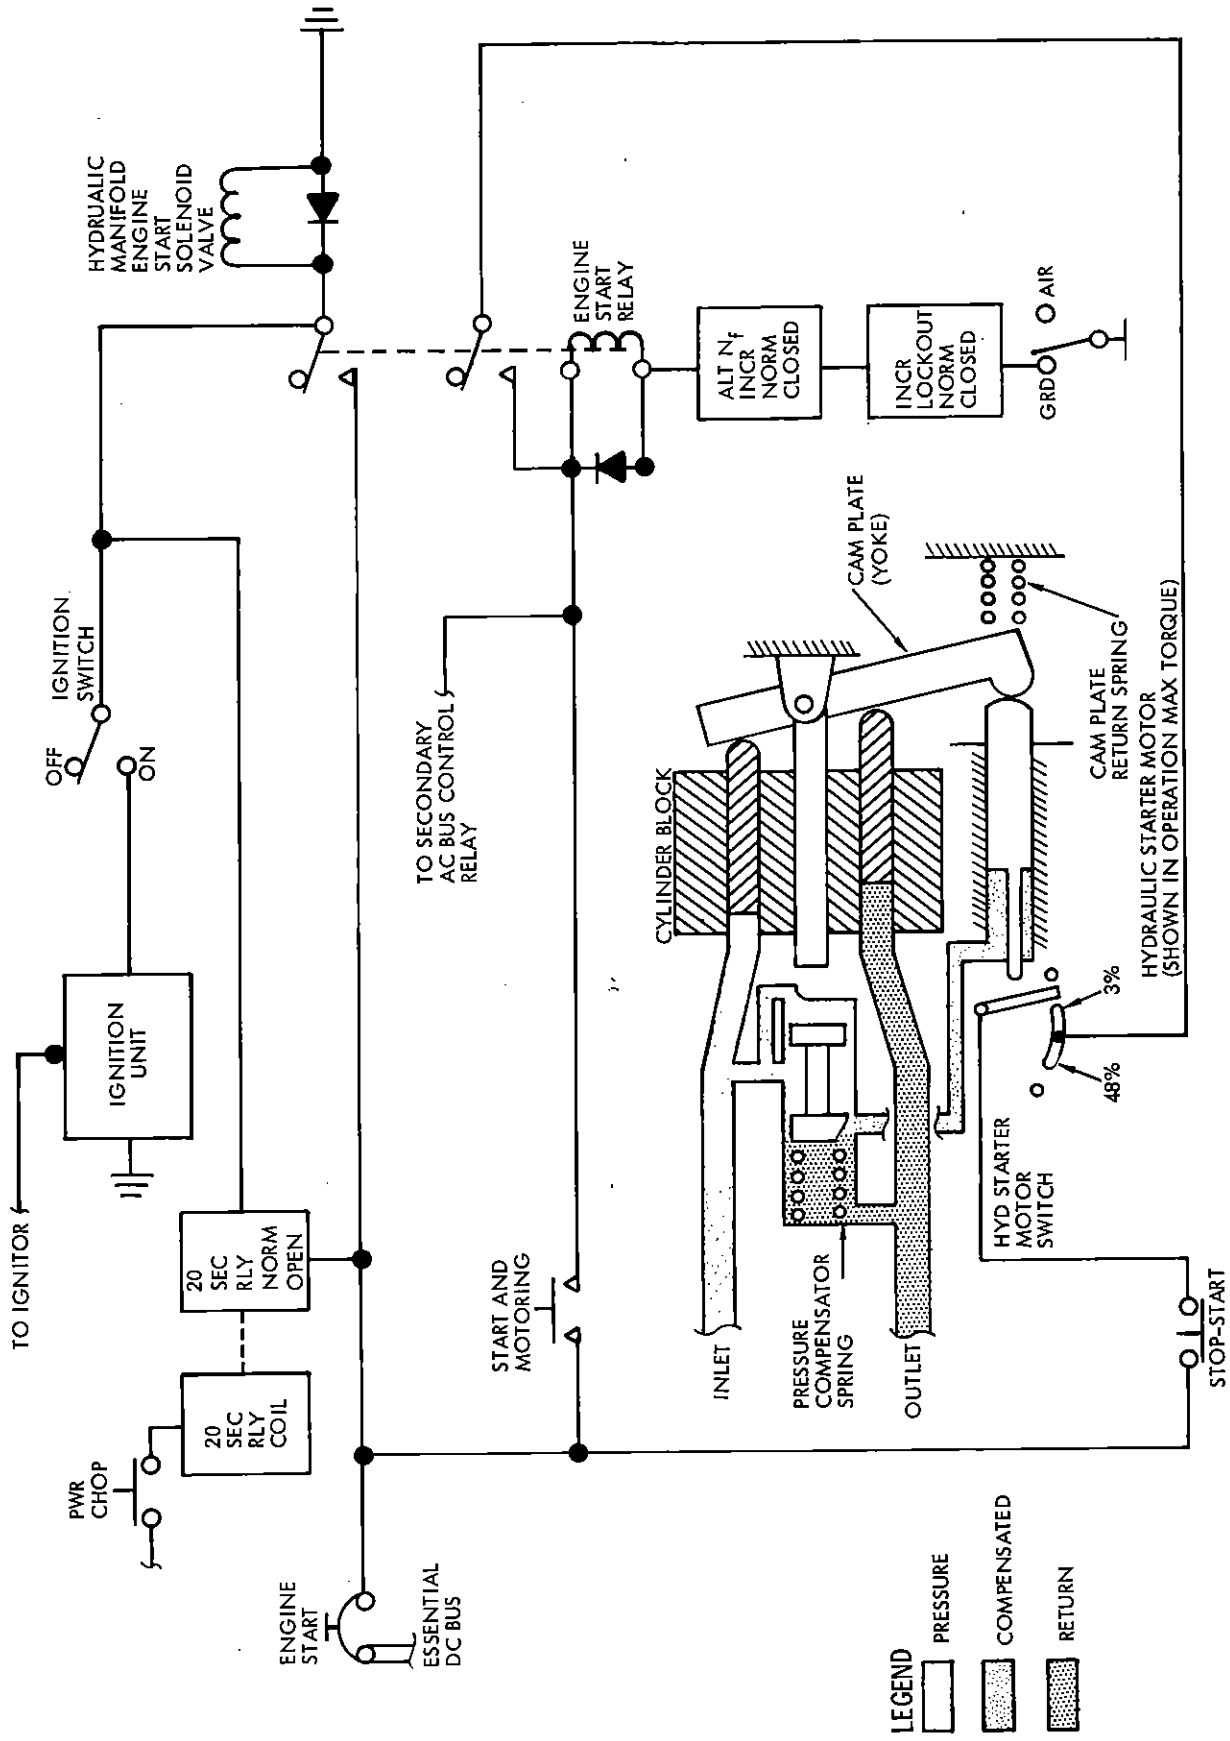 TO IGNITOR
IGNITION
UNIT
OFF
ON
IGNITION
SWITCH
HYDRUALIC
MANIFOLD
ENGINE
START
SOLENOID
VALVE
PWR
CHOP
20
SEC
RLY
COIL
20
SEC
RLY
NORM
OPEN
ENGINE
START
ESSENTIAL
DC BUS
START AND
MOTORING
TO SECONDARY
AC BUS CONTROL
RELAY
ENGINE
START
RELAY
ALT Nf
INCR
NORM
CLOSED
INCR
LOCKOUT
NORM
CLOSED
GRD
AIR
CYLINDER BLOCK
CAM PLATE
(YOKE)
INLET
PRESSURE
COMPENSATOR
SPRING
OUTLET
CAM PLATE
RETURN SPRING
HYD STARTER
MOTOR
SWITCH
48%
3%
HYDRAULIC STARTER MOTOR
(SHOWN IN OPERATION MAX TORQUE)
STOP-START
LEGEND
PRESSURE
COMPENSATED
RETURN